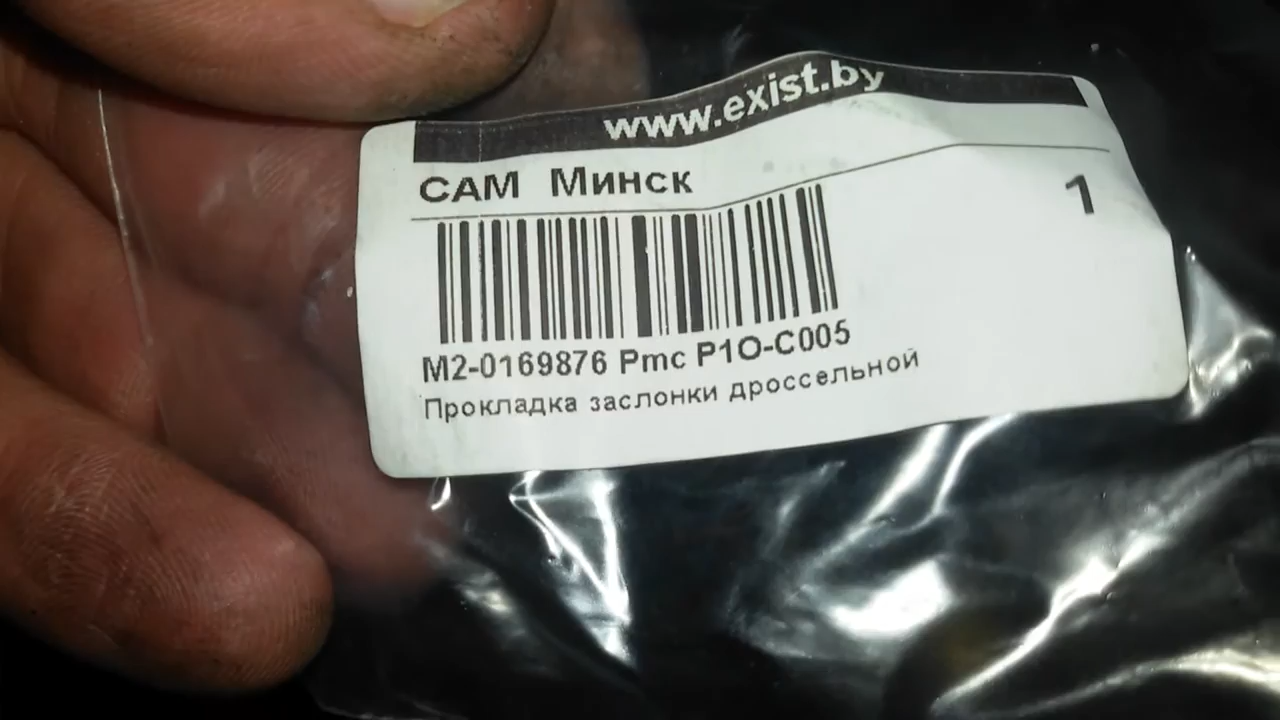 www.exist.by
САМ Минск
1
M2-0169876 Pmc P1O-C005
Прокладка заслонки дроссельной